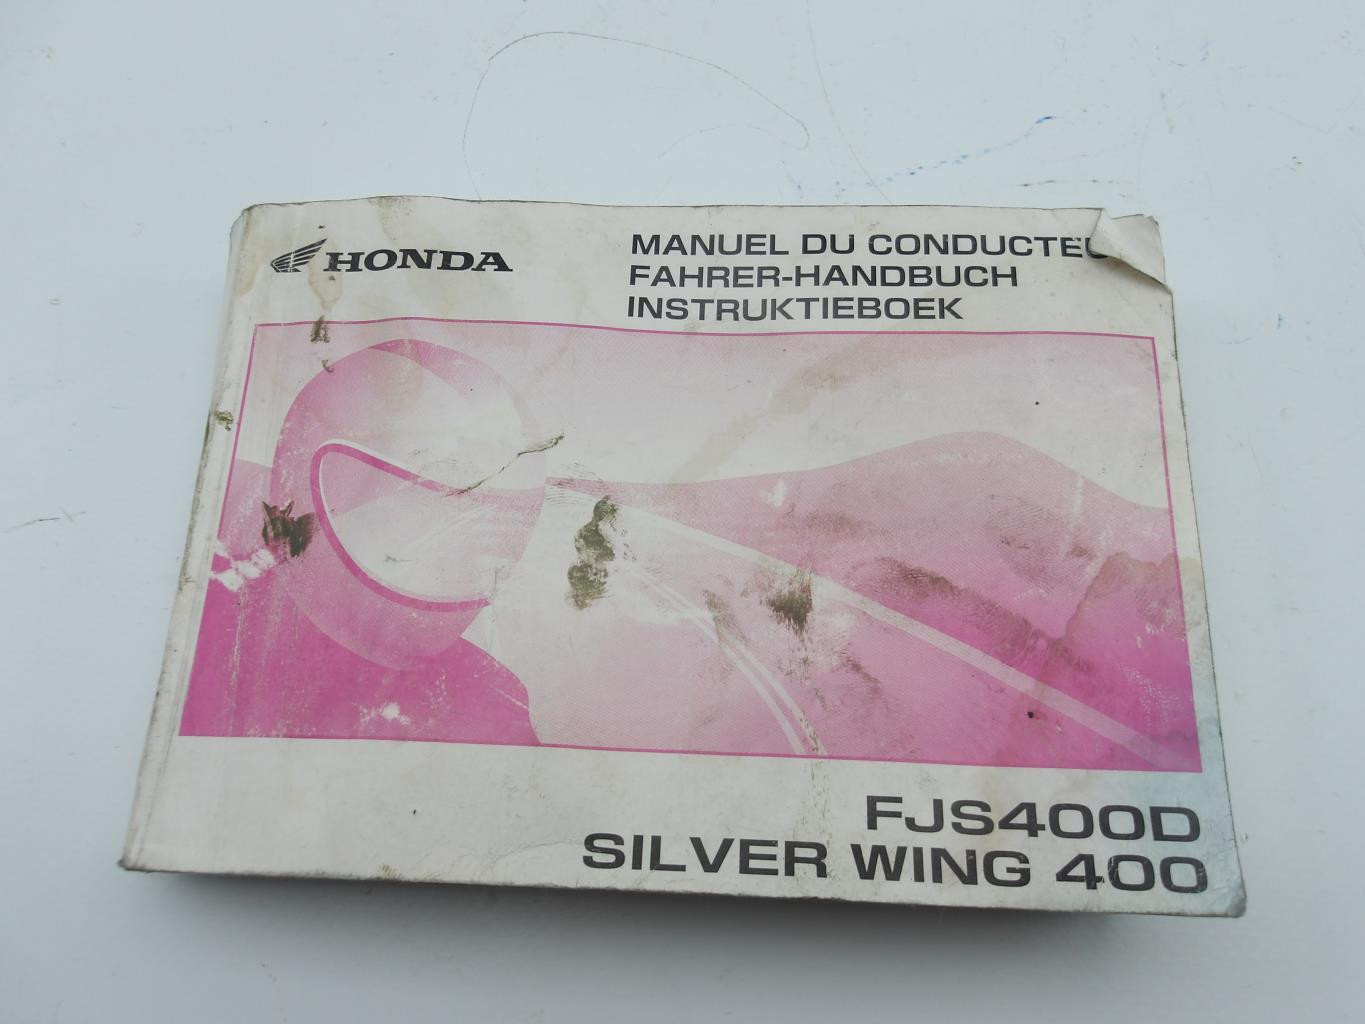 HONDA
MANUEL DU CONDUCTEU
FAHRER-HANDBUCH
INSTRUKTIEBOEK
FJS400D
SILVER WING 400